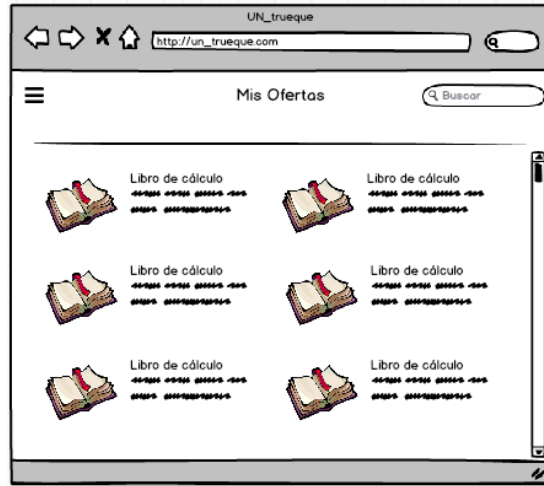 UN_trueque
http://un_trueque.com
Mis Ofertas
Buscar
Libro de cálculo
Libro de cálculo
Libro de cálculo
Libro de cálculo
Libro de cálculo
Libro de cálculo